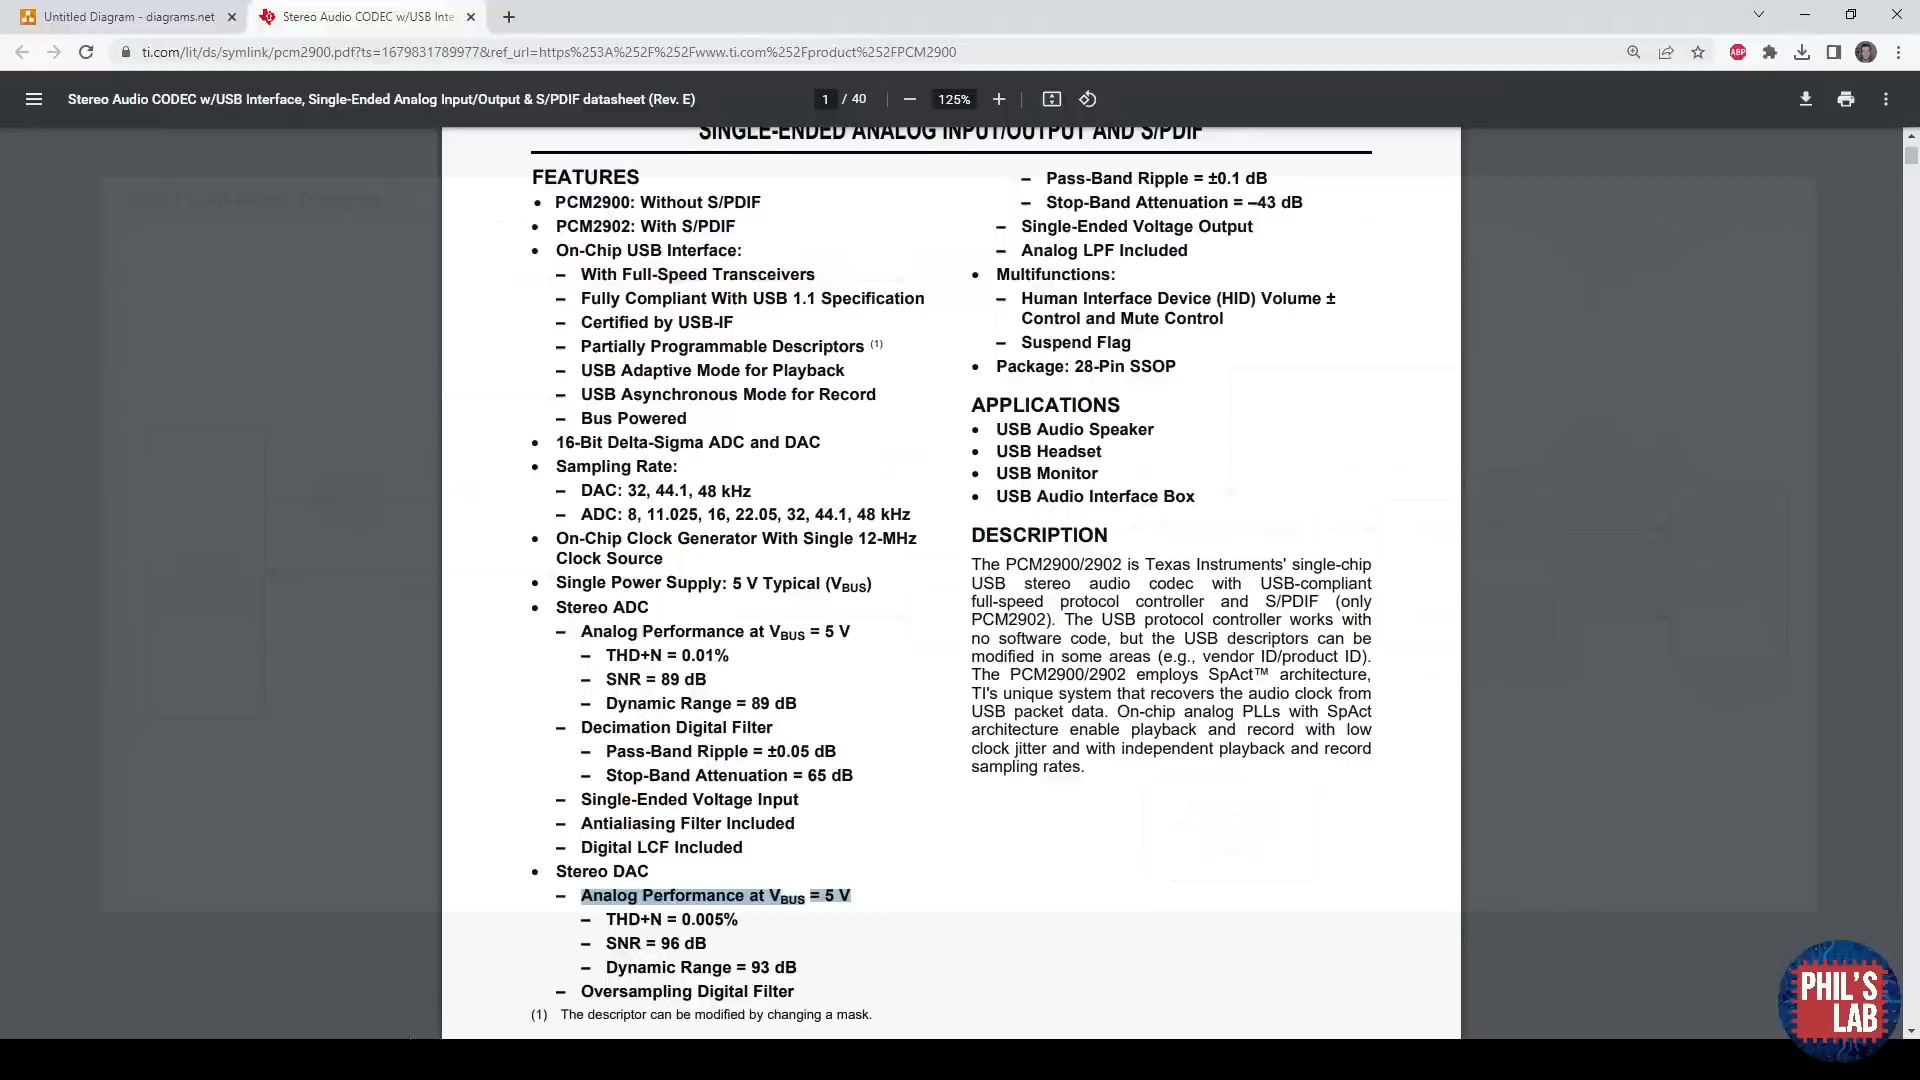 Untitled Diagram - diagrams.net
Stereo Audio CODEC w/USB Inte
ti.com/lit/ds/symlink/pcm2900.pdf?ts=1679831789977&ref_url=https%253A%252F%252Fwww.ti.com%252Fproduct%252FPCM2900
ABP
Stereo Audio CODEC w/USB Interface, Single-Ended Analog Input/Output & S/PDIF datasheet (Rev. E)
1 / 40
125%
SINGLE-ENDED ANALOG INPUT/OUTPUT AND S/PDIF
FEATURES
• PCM2900: Without S/PDIF
• PCM2902: With S/PDIF
• On-Chip USB Interface:
– With Full-Speed Transceivers
– Fully Compliant With USB 1.1 Specification
– Certified by USB-IF
– Partially Programmable Descriptors (1)
– USB Adaptive Mode for Playback
– USB Asynchronous Mode for Record
– Bus Powered
• 16-Bit Delta-Sigma ADC and DAC
• Sampling Rate:
– DAC: 32, 44.1, 48 kHz
– ADC: 8, 11.025, 16, 22.05, 32, 44.1, 48 kHz
• On-Chip Clock Generator With Single 12-MHz
Clock Source
• Single Power Supply: 5 V Typical (VBUS)
• Stereo ADC
– Analog Performance at VBUS = 5 V
– THD+N = 0.01%
– SNR = 89 dB
– Dynamic Range = 89 dB
– Decimation Digital Filter
– Pass-Band Ripple = ±0.05 dB
– Stop-Band Attenuation = 65 dB
– Single-Ended Voltage Input
– Antialiasing Filter Included
– Digital LCF Included
• Stereo DAC
– Analog Performance at VBUS = 5 V
– THD+N = 0.005%
– SNR = 96 dB
– Dynamic Range = 93 dB
– Oversampling Digital Filter
(1) The descriptor can be modified by changing a mask.
– Pass-Band Ripple = ±0.1 dB
– Stop-Band Attenuation = –43 dB
– Single-Ended Voltage Output
– Analog LPF Included
• Multifunctions:
– Human Interface Device (HID) Volume ±
Control and Mute Control
– Suspend Flag
• Package: 28-Pin SSOP
APPLICATIONS
• USB Audio Speaker
• USB Headset
• USB Monitor
• USB Audio Interface Box
DESCRIPTION
The PCM2900/2902 is Texas Instruments' single-chip
USB stereo audio codec with USB-compliant
full-speed protocol controller and S/PDIF (only
PCM2902). The USB protocol controller works with
no software code, but the USB descriptors can be
modified in some areas (e.g., vendor ID/product ID).
The PCM2900/2902 employs SpAct™ architecture,
TI's unique system that recovers the audio clock from
USB packet data. On-chip analog PLLs with SpAct
architecture enable playback and record with low
clock jitter and with independent playback and record
sampling rates.
PHIL'S
LAB